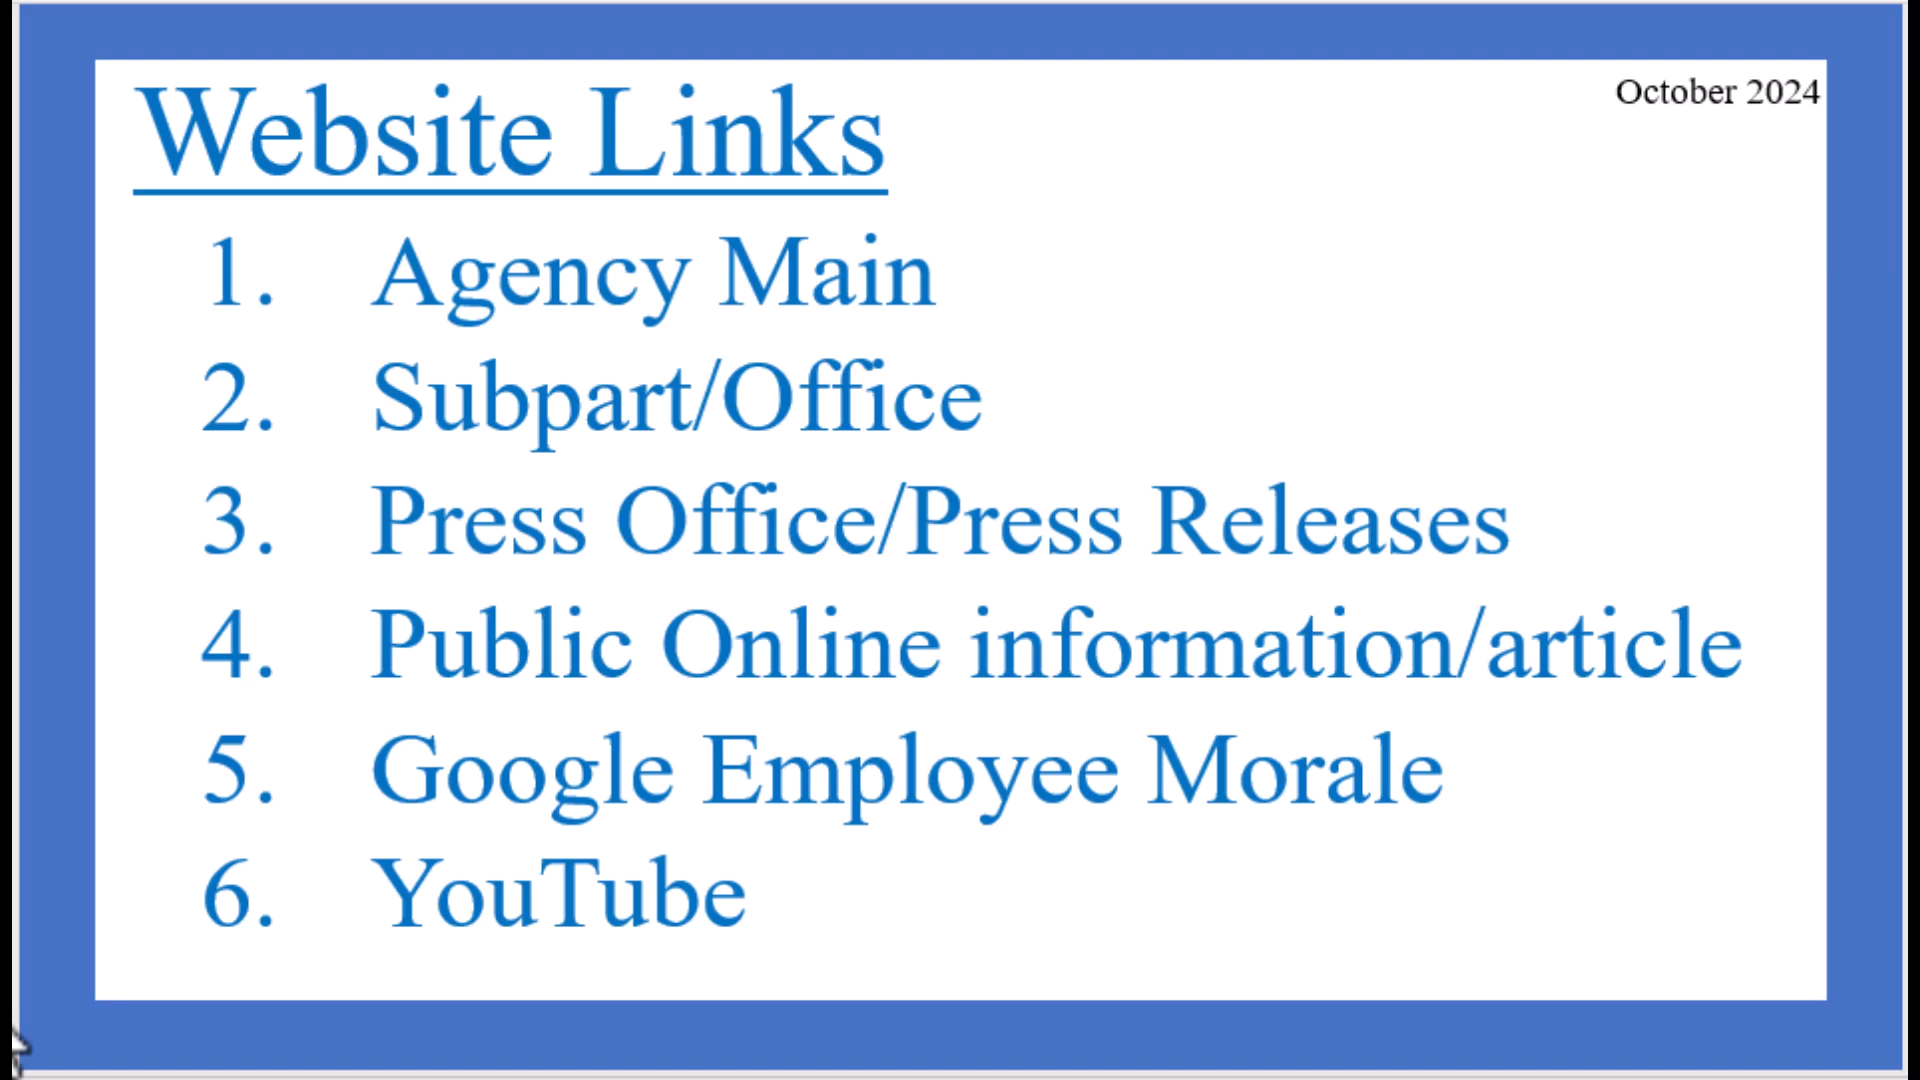 Website Links
October 2024
1. Agency Main
2. Subpart/Office
3. Press Office/Press Releases
4. Public Online information/article
5. Google Employee Morale
6. YouTube